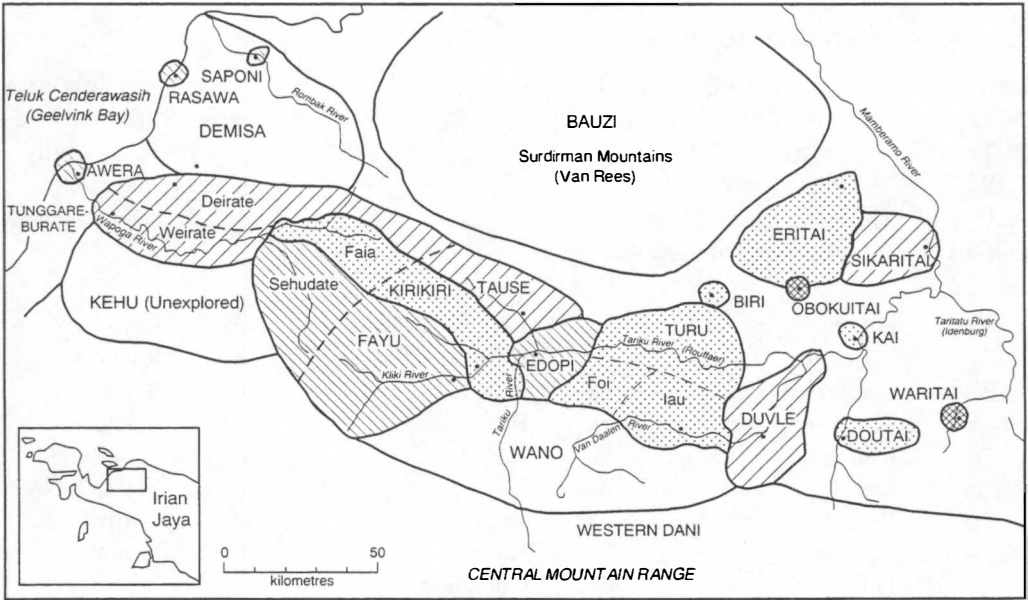 SAPONI
RASAWA
Teluk Cenderawasih
(Geelvink Bay)
DEMISA
Rombak River
BAUZI
Surdirman Mountains
(Van Rees)
Mamberamo River
AWERA
TUNGGARE-
BURATE
Deirate
Weirate
Wapoga River
KEHU (Unexplored)
Faia
Sehudate
KIRIKIRI
TAUSE
FAYU
Kliki River
EDOPI
Tariku River
TURU
Tariku River (Rouffaer)
Foi
Iau
BIRI
ERITAI
SIKARITAI
OBOKUITAI
KAI
Taritatu River
(Idenburg)
WARITAI
DUVLE
DOUTAI
WANO
Van Daalen River
WESTERN DANI
CENTRAL MOUNTAIN RANGE
Irian
Jaya
0 50
kilometres